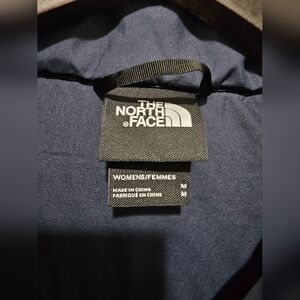 THE
NORTH
FACE
WOMENS/FEMMES
MADE IN CHINA M
FABRIQUÉ EN CHINE M